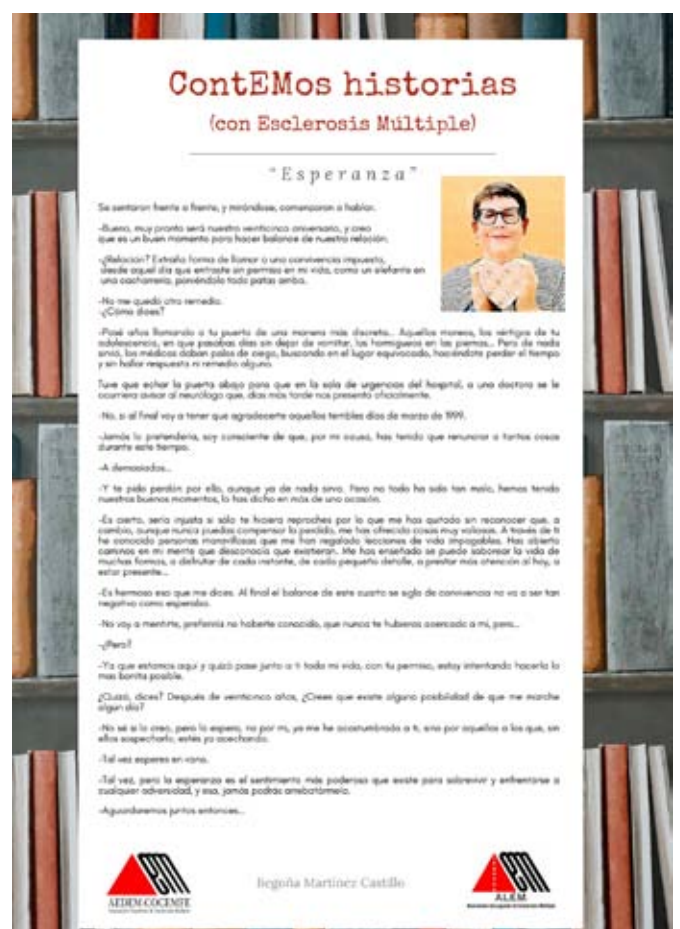 ContEMos historias
(con Esclerosis Múltiple)
"Esperanza"
Se sentaron frente a frente, y mirándose, comenzaron a hablar.
-Bueno, muy pronto será nuestro veinticinco aniversario, y creo
que es un buen momento para hacer balance de nuestra relación.
-¿Relación? Extraña forma de llamar a una convivencia impuesta,
desde aquel día que entraste sin permiso en mi vida, como un elefante en
una cacharrería, poniéndolo todo patas arriba.
-No me quedó otro remedio.
-¿Cómo dices?
-Pasé años llamando a tu puerta de una manera más discreta... Aquellos mareos, los vértigos de tu
adolescencia, en que pasabas días sin dejar de vomitar, los hormigueos en las piernas... Pero de nada
sirvió, los médicos daban palos de ciego, buscando en el lugar equivocado, haciéndote perder el tiempo
y sin hallar respuesta ni remedio alguno.
Tuve que echar la puerta abajo para que en la sala de urgencias del hospital, a una doctora se le
ocurriera avisar al neurólogo que, días más tarde nos presentó oficialmente.
-No, si al final voy a tener que agradecerte aquellos terribles días de marzo de 1999.
-Jamás lo pretendería, soy consciente de que, por mi causa, has tenido que renunciar a tantas cosas
durante este tiempo.
-A demasiadas...
-Y te pido perdón por ello, aunque ya de nada sirva. Pero no todo ha sido tan malo, hemos tenido
nuestros buenos momentos, lo has dicho en más de una ocasión.
-Es cierto, sería injusta si sólo te hiciera reproches por lo que me has quitado sin reconocer que, a
cambio, aunque nunca puedas compensar lo perdido, me has ofrecido cosas muy valiosas. A través de ti
he conocido personas maravillosas que me han regalado lecciones de vida impagables. Has abierto
caminos en mi mente que desconocía que existieran. Me has enseñado se puede saborear la vida de
muchas formas, a disfrutar de cada instante, de cada pequeño detalle, a prestar más atención al hoy, a
estar presente...
-Es hermoso eso que me dices. Al final el balance de este cuarto se siglo de convivencia no va a ser tan
negativo como esperaba.
-No voy a mentirte, preferiría no haberte conocido, que nunca te hubieras acercado a mi, pero...
-¿Pero?
-Ya que estamos aquí y quizá pase junto a ti toda mi vida, con tu permiso, estoy intentando hacerla lo
mas bonita posible.
¿Quizá, dices? Después de veinticinco años, ¿Crees que existe alguna posibilidad de que me marche
algun día?
-No sé si lo creo, pero lo espero, no por mi, ya me he acostumbrado a ti, sino por aquellos a los que, sin
ellos sospecharlo, estés ya acechando.
-Tal vez esperes en vano.
-Tal vez, pero la esperanza es el sentimiento más poderoso que existe para sobrevivir y enfrentarse a
cualquier adversidad, y esa, jamás podrás arrebatármela.
-Aguardaremos juntos entonces...
AEDEM-COCEMFE
Begoña Martínez Castillo
ALEM